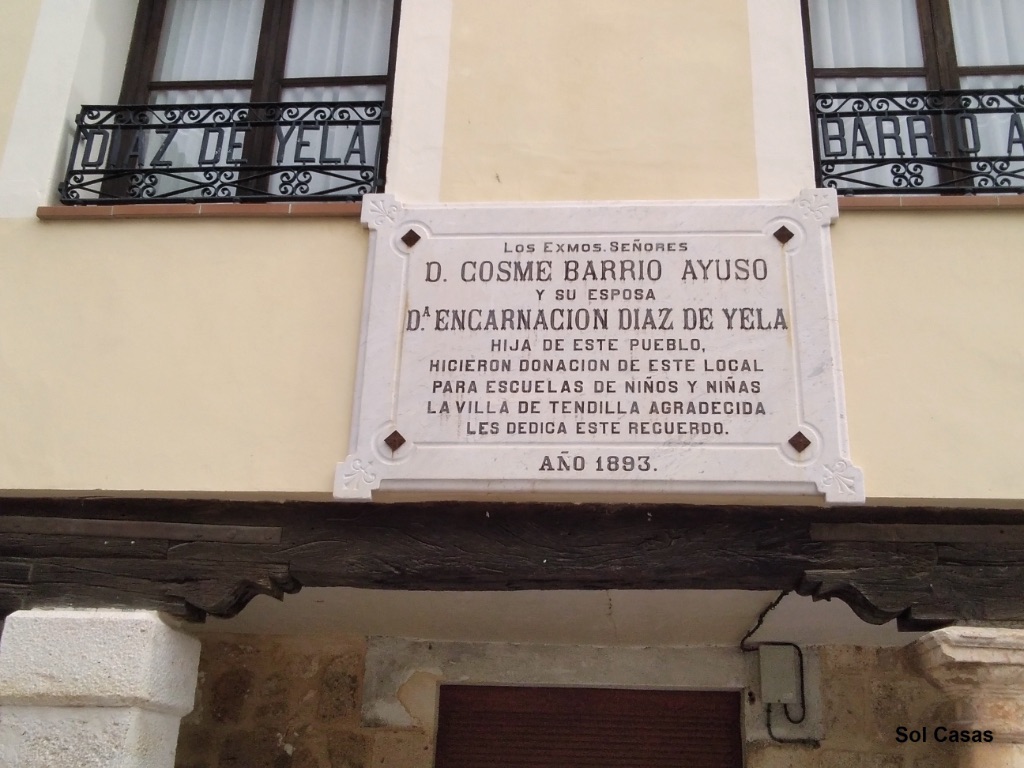 DIAZ DE YELA
BARRIO A
LOS EXMOS. SEÑORES
D. COSME BARRIO AYUSO
Y SU ESPOSA
D.ª ENCARNACION DIAZ DE YELA
HIJA DE ESTE PUEBLO,
HICIERON DONACION DE ESTE LOCAL
PARA ESCUELAS DE NIÑOS Y NIÑAS
LA VILLA DE TENDILLA AGRADECIDA
LES DEDICA ESTE RECUERDO.
AÑO 1893.
Sol Casas